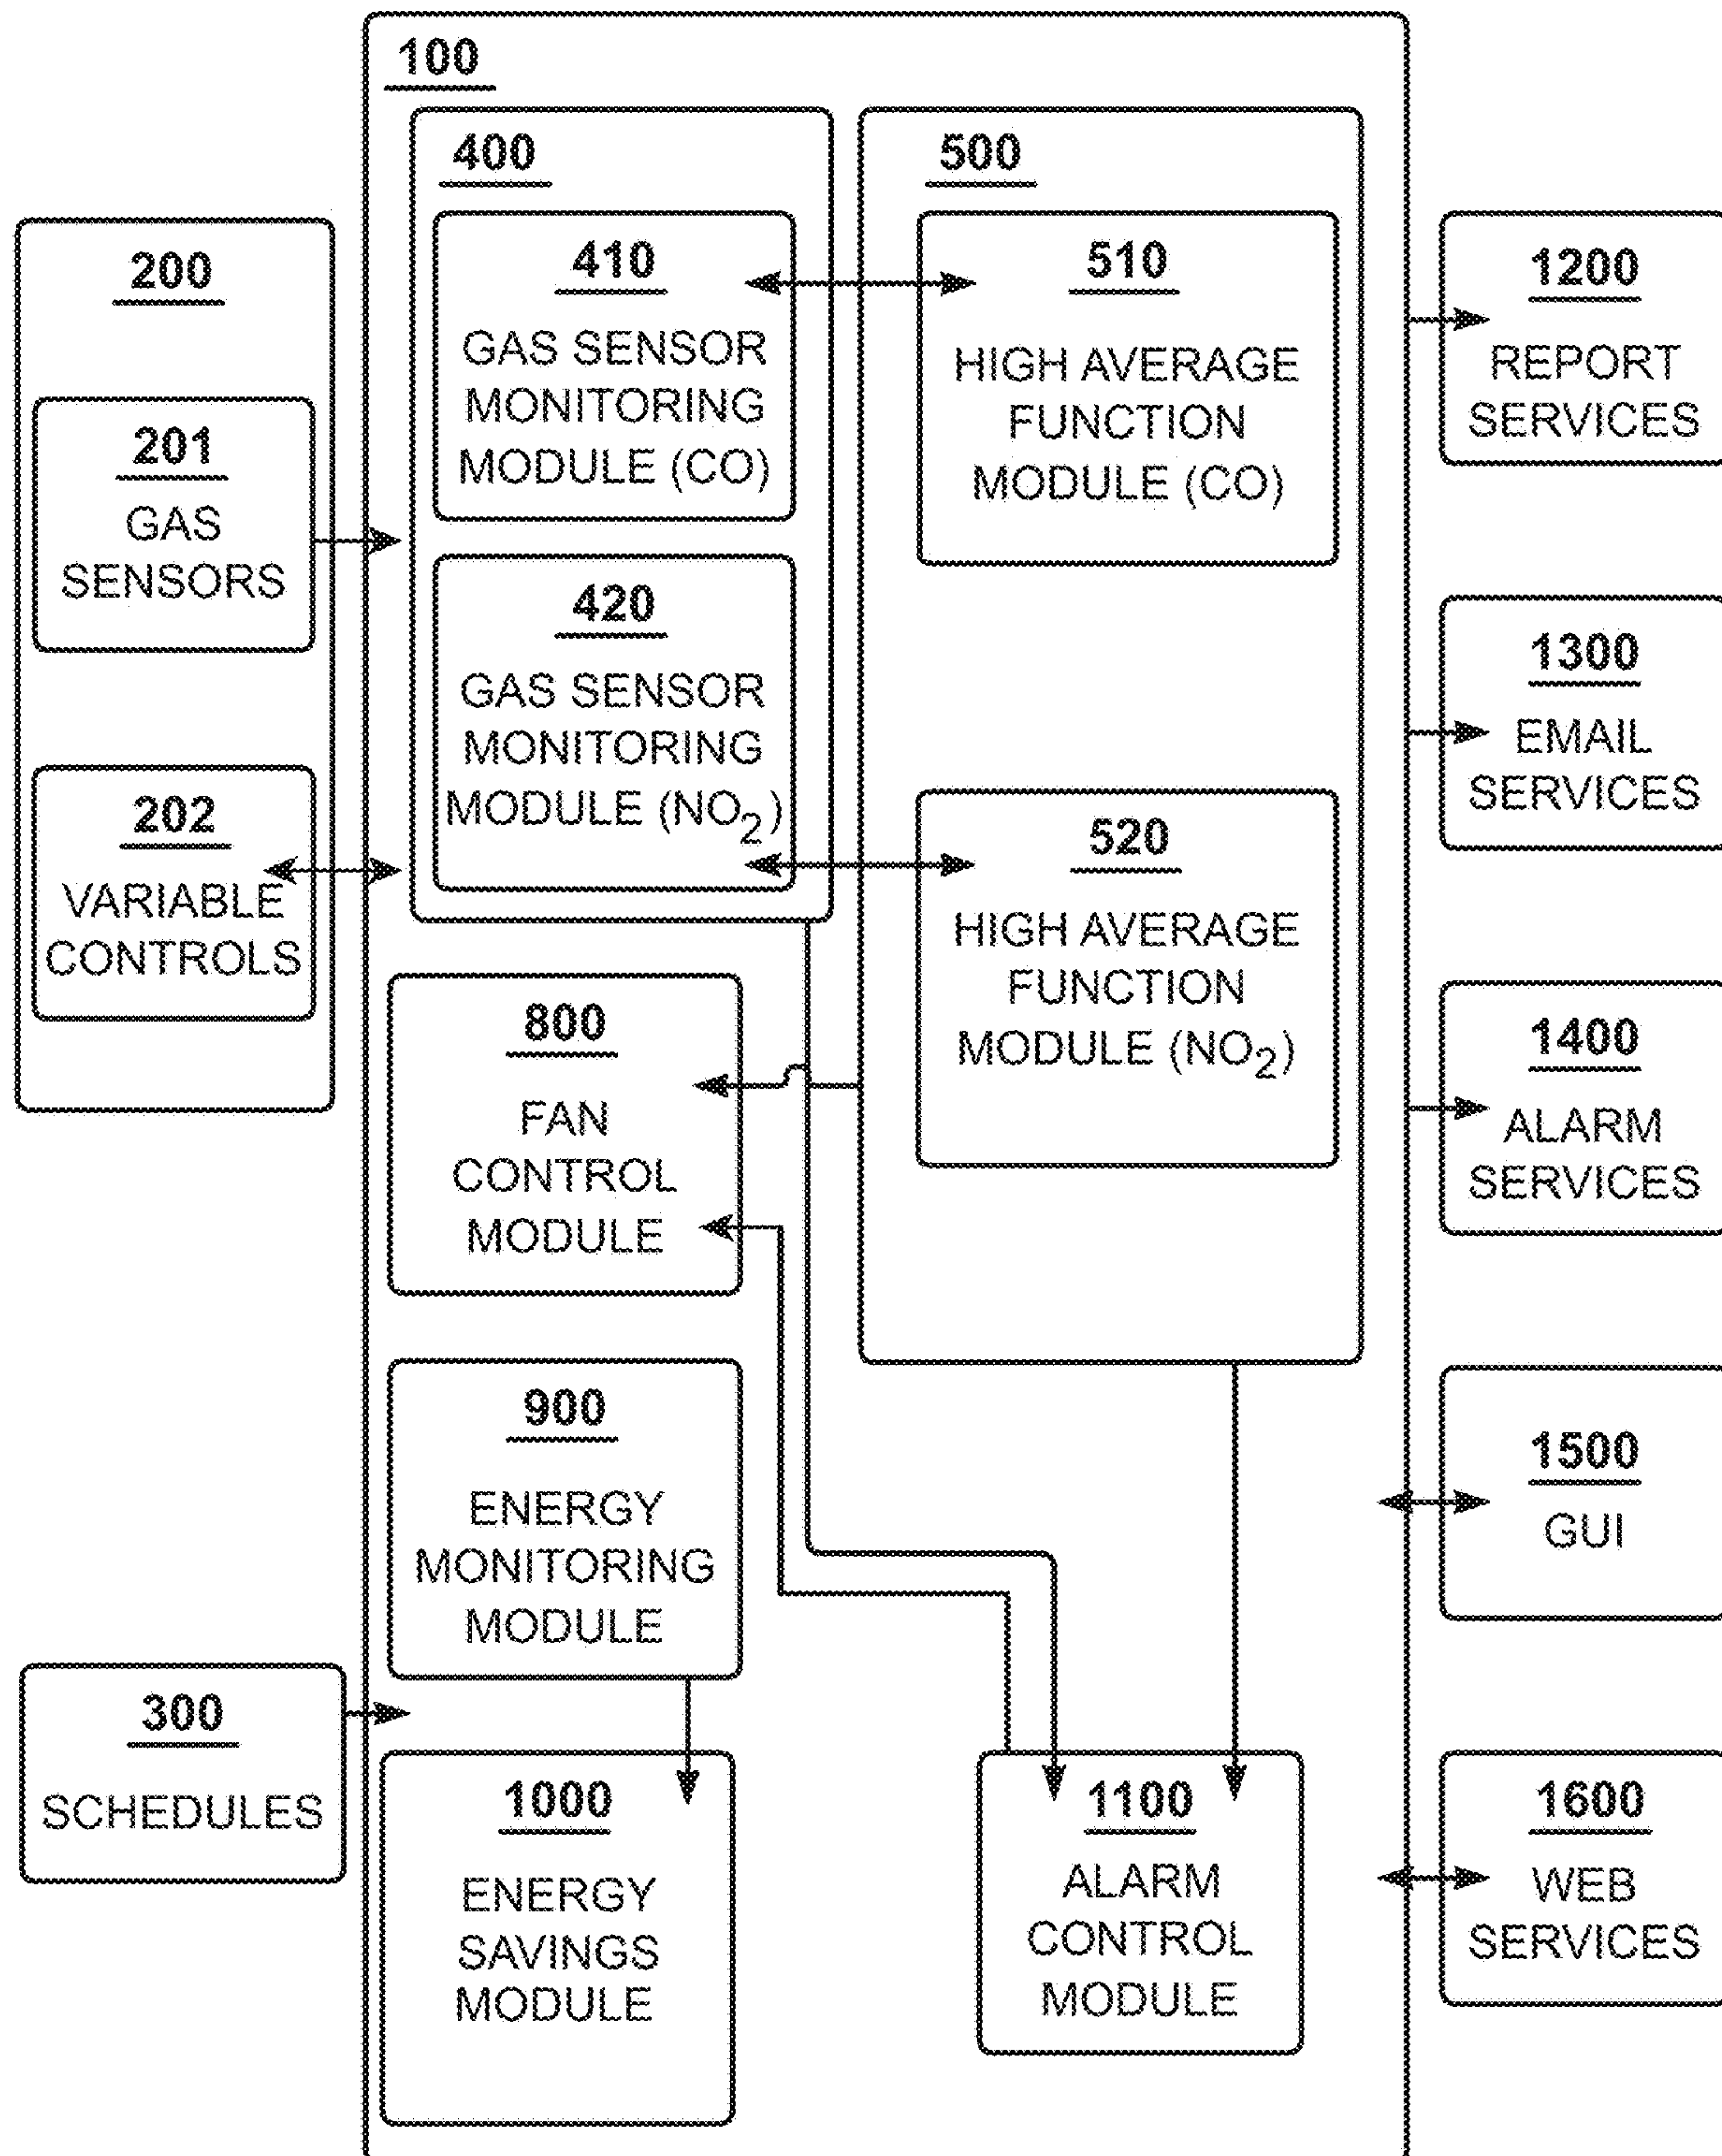 100
400
500
200
410
GAS SENSOR
MONITORING
MODULE (CO)
510
HIGH AVERAGE
FUNCTION
MODULE (CO)
1200
REPORT
SERVICES
201
GAS
SENSORS
420
GAS SENSOR
MONITORING
MODULE (NO2)
1300
EMAIL
SERVICES
202
VARIABLE
CONTROLS
520
HIGH AVERAGE
FUNCTION
MODULE (NO2)
800
FAN
CONTROL
MODULE
1400
ALARM
SERVICES
900
ENERGY
MONITORING
MODULE
1500
GUI
300
SCHEDULES
1000
ENERGY
SAVINGS
MODULE
1100
ALARM
CONTROL
MODULE
1600
WEB
SERVICES